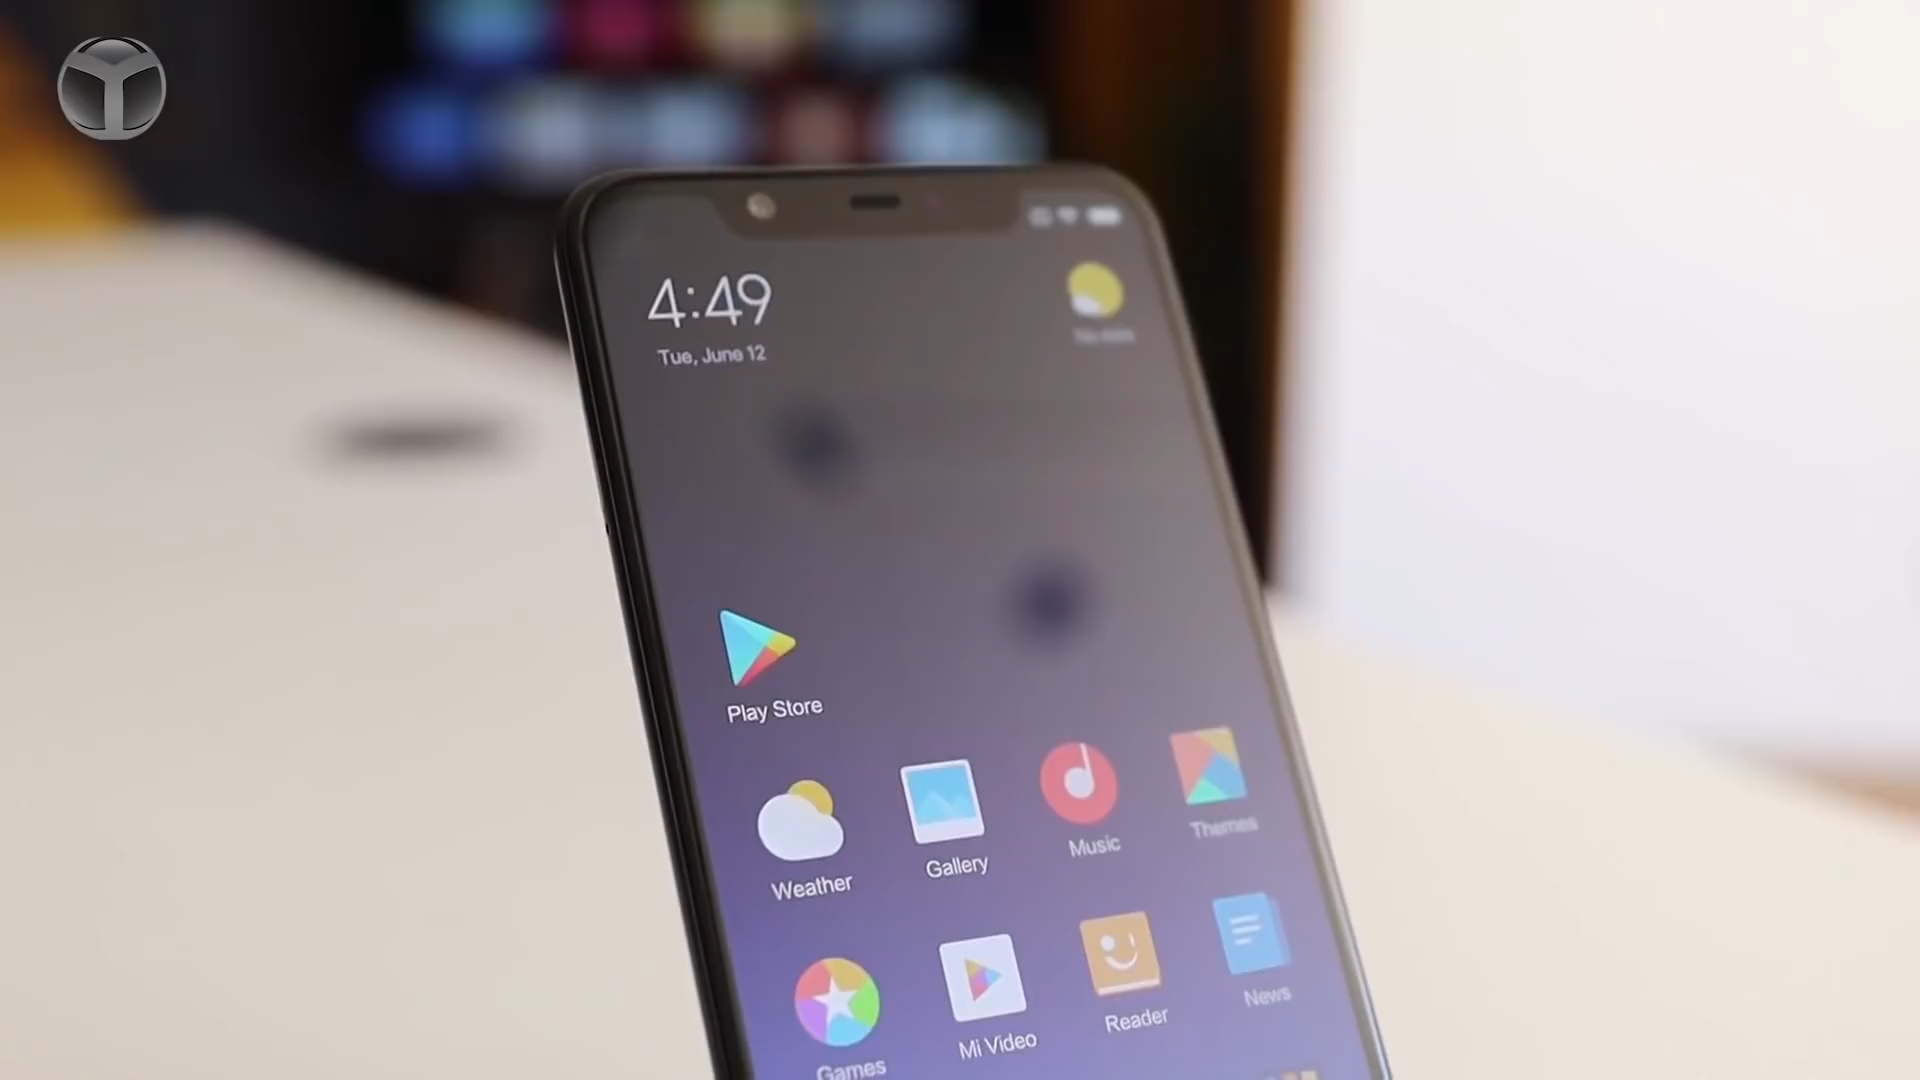 4:49
Tue, June 12
Play Store
Weather
Gallery
Music
Themes
Games
Mi Video
Reader
News